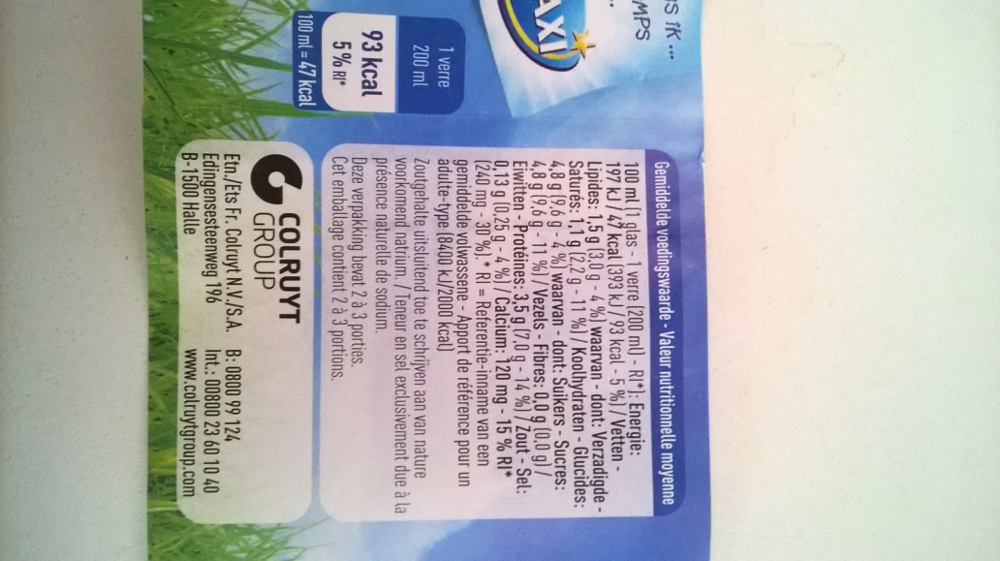 IS 1K ...
MPS
AXI
1 verre
200 ml
93 kcal
5 % RI*
100 ml = 47 kcal
Gemiddelde voedingswaarde - Valeur nutritionnelle moyenne
100 ml (1 glas - 1 verre (200 ml) - RI*): Energie:
197 kJ / 47 kcal (393 kJ / 93 kcal - 5 %) / Vetten -
Lipides: 1,5 g (3,0 g - 4 %) waarvan - dont: Verzadigde -
Saturés: 1,1 g (2,2 g - 11 %) / Koolhydraten - Glucides:
4,8 g (9,6 g - 4 %) waarvan - dont: Suikers - Sucres:
4,8 g (9,6 g - 11 %) / Vezels - Fibres: 0,0 g (0,0 g) /
Eiwitten - Protéines: 3,5 g (7,0 g - 14 %) / Zout - Sel:
0,13 g (0,25 g - 4 %) / Calcium: 120 mg - 15 % RI*
(240 mg - 30 %). * RI = Referentie-inname van een
gemiddelde volwassene - Apport de référence pour un
adulte-type (8400 kJ/2000 kcal)
Zoutgehalte uitsluitend toe te schrijven aan van nature
voorkomend natrium. / Teneur en sel exclusivement due à la
présence naturelle de sodium.
Deze verpakking bevat 2 à 3 porties.
Cet emballage contient 2 à 3 portions.
COLRUYT
GROUP
Etn./Ets Fr. Colruyt N.V./S.A.
Edingensesteenweg 196
B-1500 Halle
B: 0800 99 124
Int.: 00800 23 60 10 40
www.colruytgroup.com